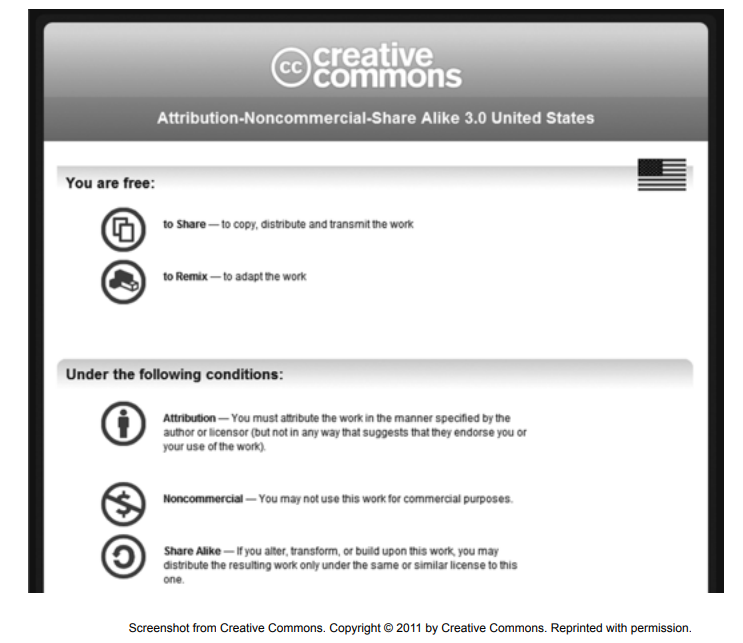 cc creative
commons
Attribution-Noncommercial-Share Alike 3.0 United States
You are free:
to Share — to copy, distribute and transmit the work
to Remix — to adapt the work
Under the following conditions:
Attribution — You must attribute the work in the manner specified by the
author or licensor (but not in any way that suggests that they endorse you or
your use of the work).
Noncommercial — You may not use this work for commercial purposes.
Share Alike — If you alter, transform, or build upon this work, you may
distribute the resulting work only under the same or similar license to this
one.
Screenshot from Creative Commons. Copyright © 2011 by Creative Commons. Reprinted with permission.